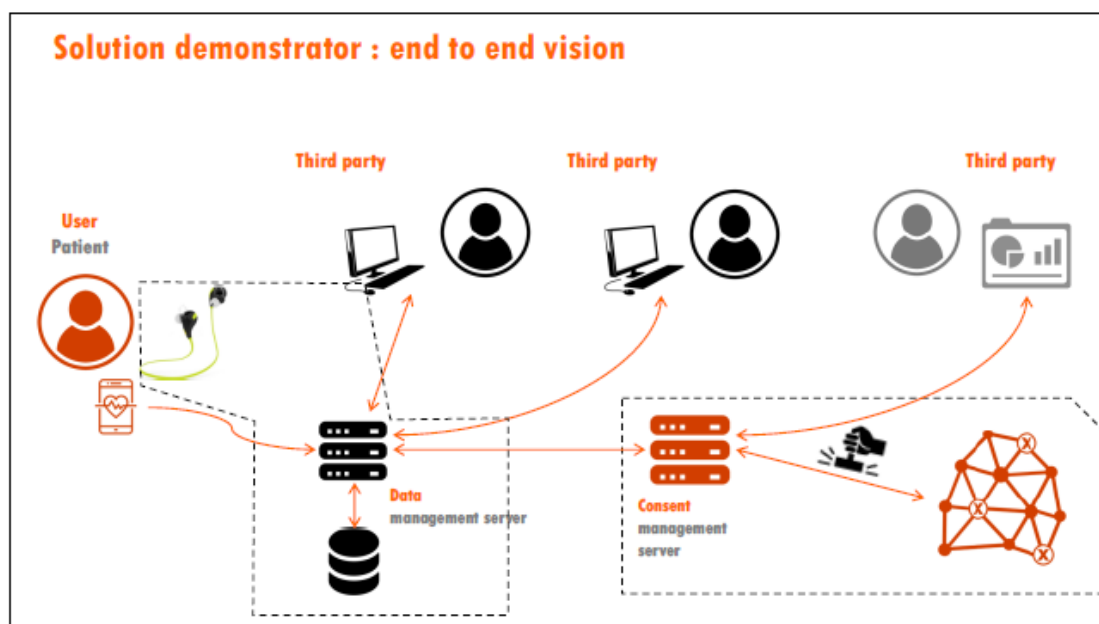 Solution demonstrator : end to end vision
Third party
Third party
Third party
User
Patient
Data
management server
Consent
management
server
X
X
X